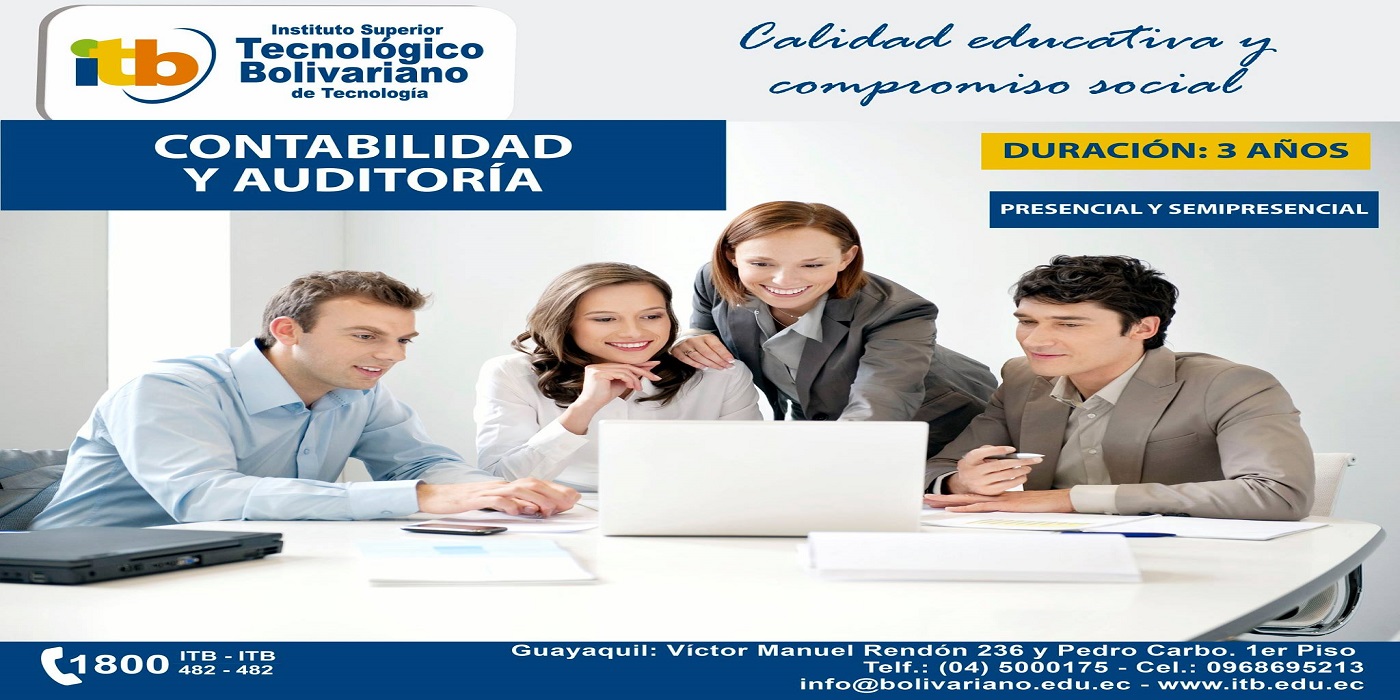 itb
Instituto Superior
Tecnológico
Bolivariano
de Tecnología
Calidad educativa y
compromiso social
CONTABILIDAD
Y AUDITORÍA
DURACIÓN: 3 AÑOS
PRESENCIAL Y SEMIPRESENCIAL
1800 ITB - ITB
482 - 482
Guayaquil: Víctor Manuel Rendón 236 y Pedro Carbo. 1er Piso
Telf.: (04) 5000175 - Cel.: 0968695213
info@bolivariano.edu.ec - www.itb.edu.ec